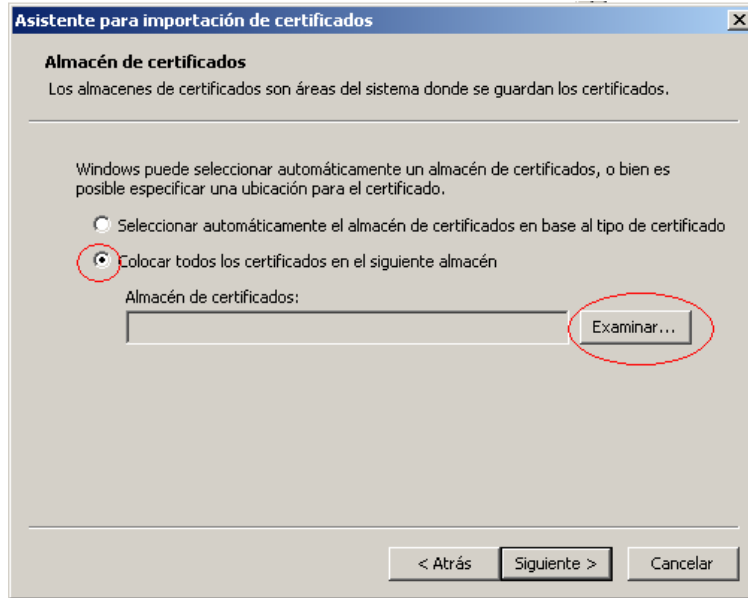 Asistente para importación de certificados
Almacén de certificados
Los almacenes de certificados son áreas del sistema donde se guardan los certificados.
Windows puede seleccionar automáticamente un almacén de certificados, o bien es
posible especificar una ubicación para el certificado.
Seleccionar automáticamente el almacén de certificados en base al tipo de certificado
Colocar todos los certificados en el siguiente almacén
Almacén de certificados:
Examinar...
< Atrás
Siguiente >
Cancelar